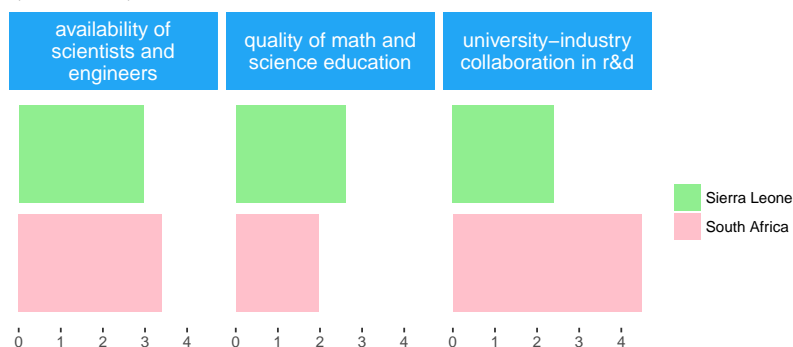 availability of
scientists and
engineers
quality of math and
science education
university−industry
collaboration in r&d
Sierra Leone
South Africa
0 1 2 3 4
0 1 2 3 4
0 1 2 3 4